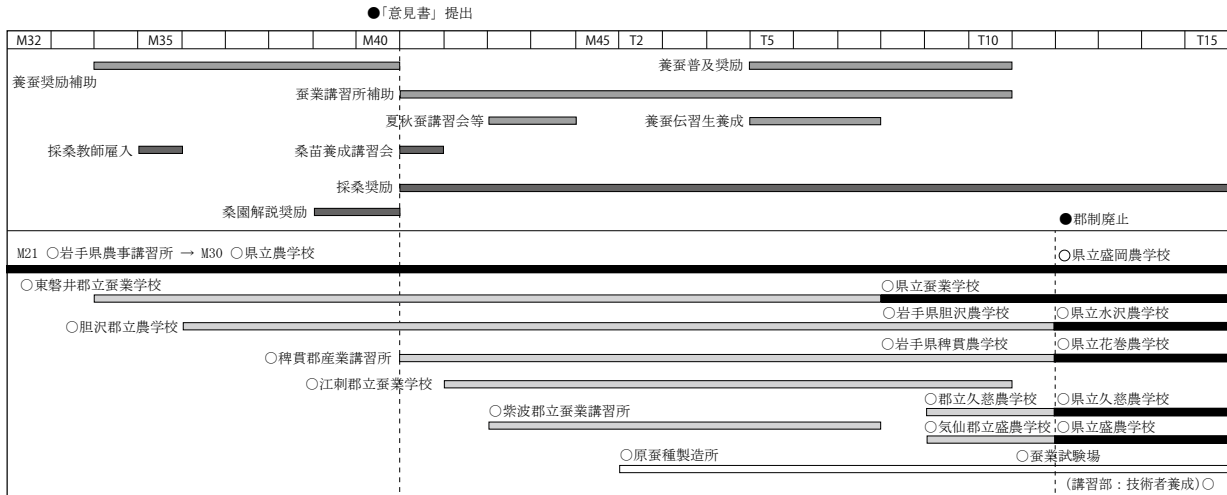 ●「意見書」提出
M32 M35 M40 M45 T2 T5 T10 T15
養蚕奨励補助
養蚕普及奨励
蚕業講習所補助
夏秋蚕講習会等
養蚕伝習生養成
採桑教師雇入
桑苗養成講習会
採桑奨励
桑園解説奨励
●郡制廃止
M21 ○岩手県農事講習所 → M30 ○県立農学校
○県立盛岡農学校
○東磐井郡立蚕業学校
○県立蚕業学校
○胆沢郡立農学校
○岩手県胆沢農学校
○県立水沢農学校
○稗貫郡産業講習所
○岩手県稗貫農学校
○県立花巻農学校
○江刺郡立蚕業学校
○郡立久慈農学校
○県立久慈農学校
○紫波郡立蚕業講習所
○気仙郡立盛農学校
○県立盛農学校
○原蚕種製造所
○蚕業試験場
(講習部：技術者養成)○